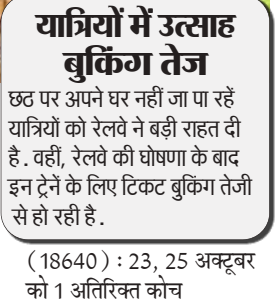 यात्रियों में उत्साह
बुकिंग तेज
छठ पर अपने घर नहीं जा पा रहें
यात्रियों को रेलवे ने बड़ी राहत दी
है . वहीं, रेलवे की घोषणा के बाद
इन ट्रेनें के लिए टिकट बुकिंग तेजी
से हो रही है .
(18640) : 23, 25 अक्टूबर
को 1 अतिरिक्त कोच